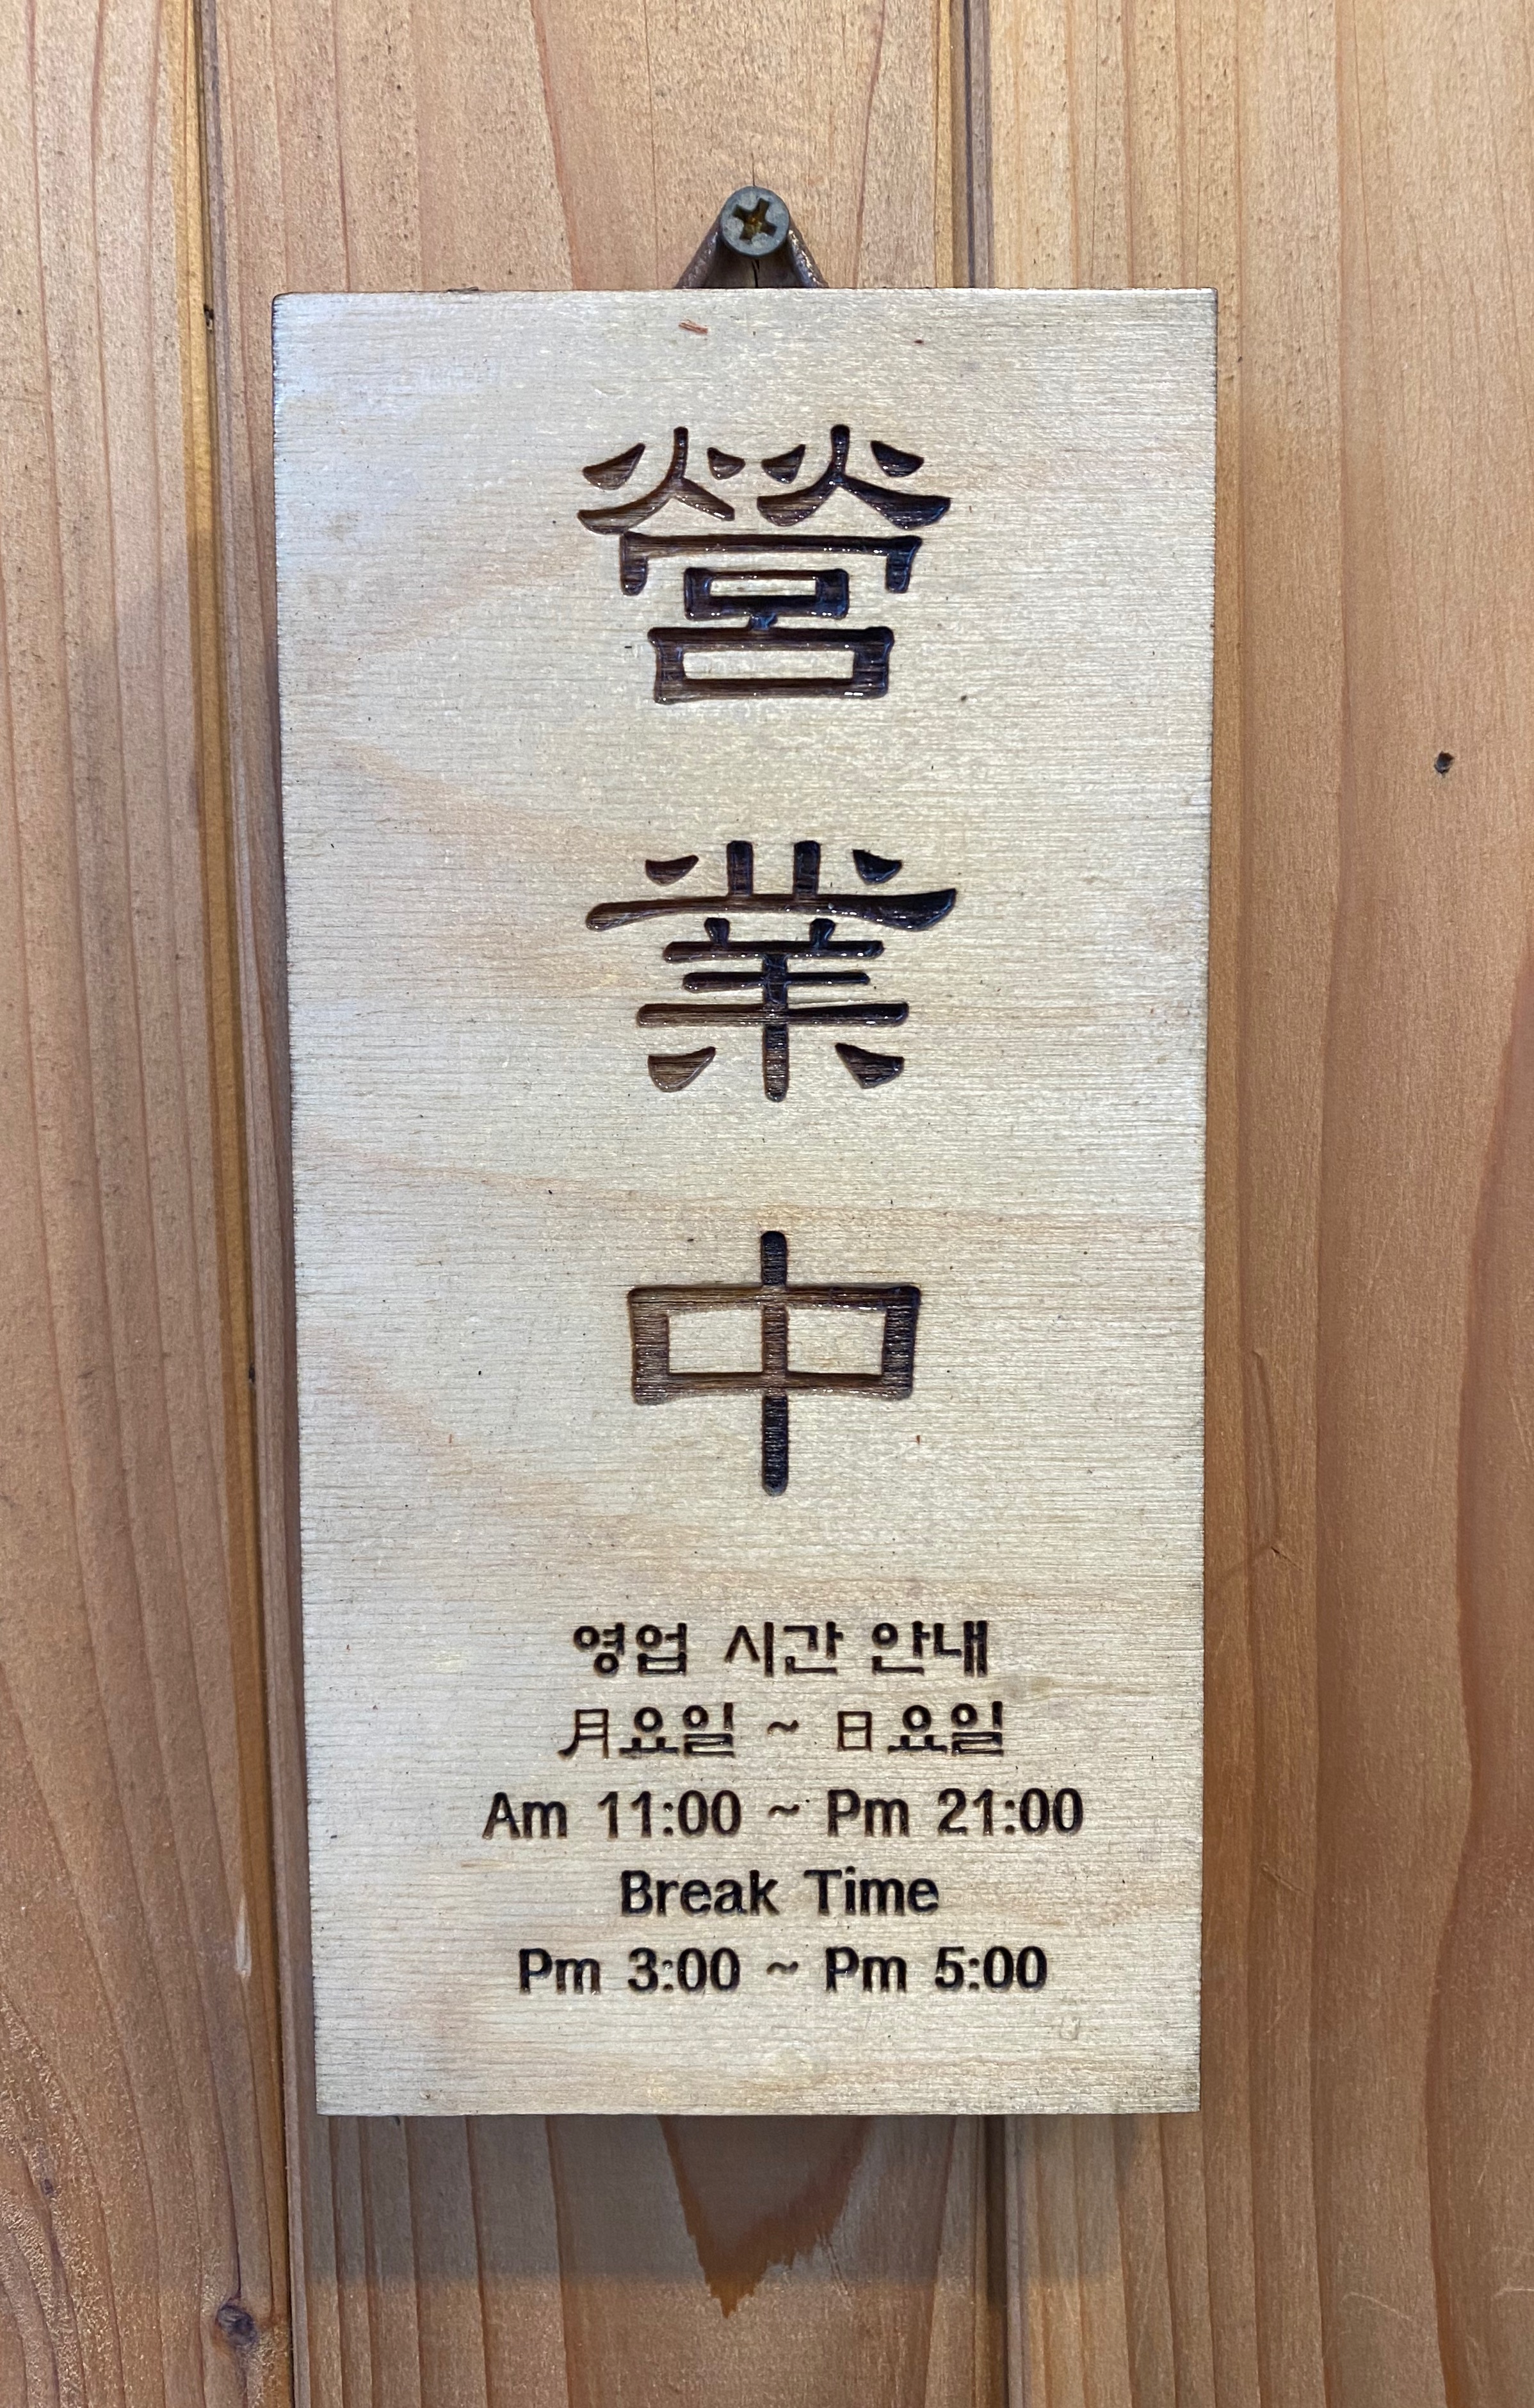 營業中
영업 시간 안내
月요일 ~ 日요일
Am 11:00 ~ Pm 21:00
Break Time
Pm 3:00 ~ Pm 5:00